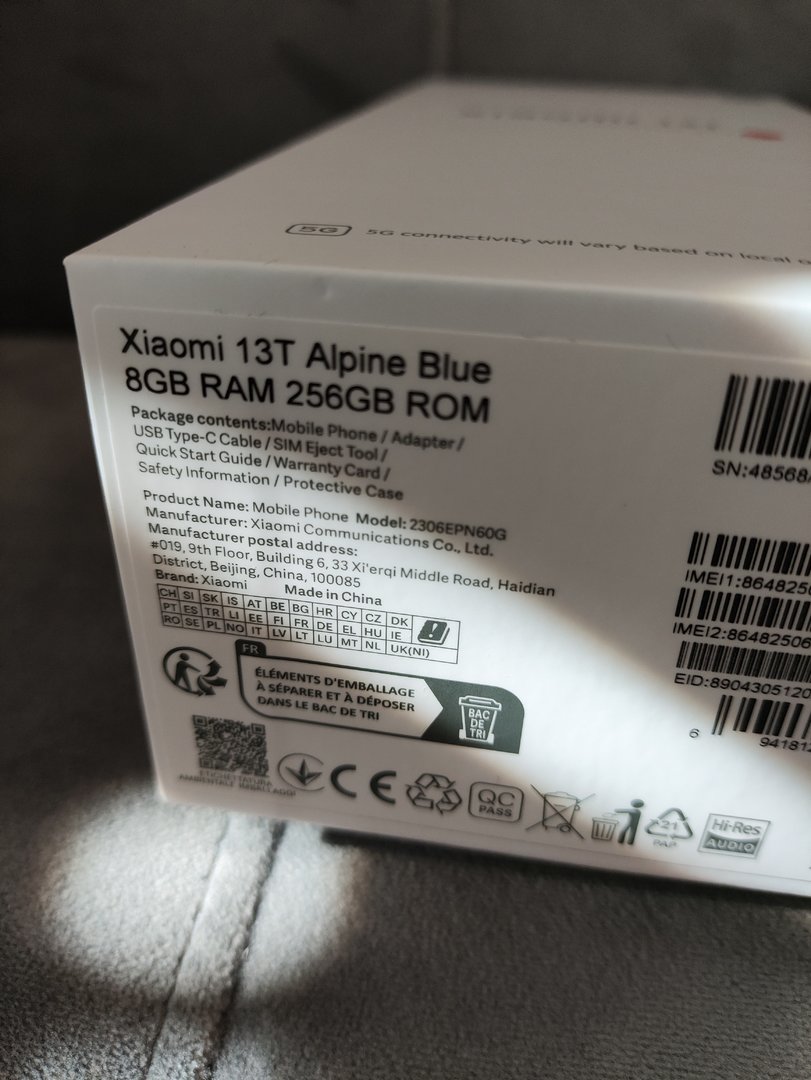 5G 5G connectivity will vary based on local
Xiaomi 13T Alpine Blue
8GB RAM 256GB ROM
Package contents:Mobile Phone / Adapter /
USB Type-C Cable / SIM Eject Tool /
Quick Start Guide / Warranty Card /
Safety Information / Protective Case
Product Name: Mobile Phone Model: 2306EPN60G
Manufacturer: Xiaomi Communications Co., Ltd.
Manufacturer postal address:
#019, 9th Floor, Building 6, 33 Xi'erqi Middle Road, Haidian
District, Beijing, China, 100085
Brand: Xiaomi Made in China
CH SI SK IS AT BE BG HR CY CZ DK
PT ES TR LI EE FI FR DE EL HU IE
RO SE PL NO IT LV LT LU MT NL UK(NI)
FR
ÉLÉMENTS D'EMBALLAGE
À SÉPARER ET À DÉPOSER
DANS LE BAC DE TRI
BAC
DE
TRI
ETICHETTATURA
AMBIENTALE IMBALLAGGI
CE
QC
PASS
21
PAP
Hi-Res
AUDIO
SN:48568
IMEI1:864825
IMEI2:86482506
EID:8904305120
6 94181